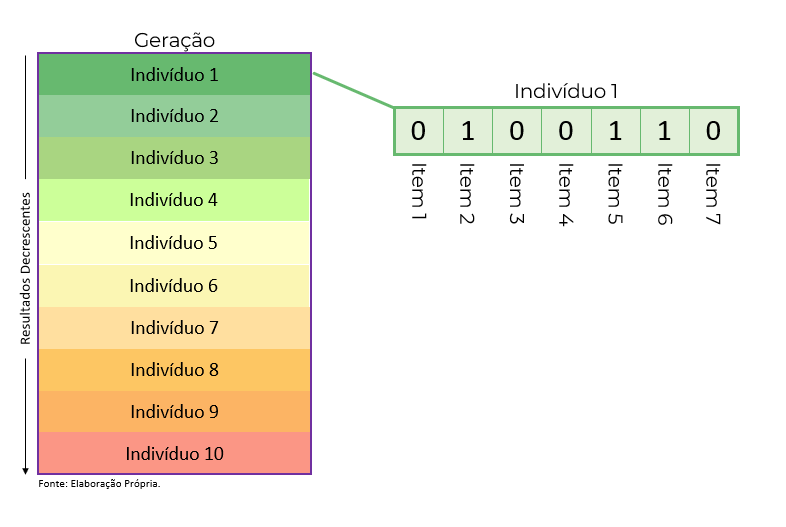 Geração
Indivíduo 1
Indivíduo 2
Indivíduo 3
Indivíduo 4
Indivíduo 5
Indivíduo 6
Indivíduo 7
Indivíduo 8
Indivíduo 9
Indivíduo 10
Resultados Decrescentes
Fonte: Elaboração Própria.
Indivíduo 1
0 1 0 0 1 1 0
Item 1
Item 2
Item 3
Item 4
Item 5
Item 6
Item 7